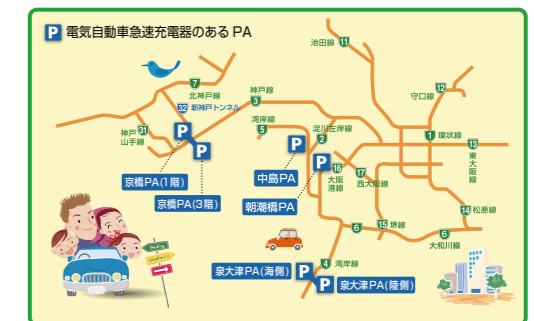 P 電気自動車急速充電器のある PA
池田線 11
守口線 12
7
北神戸線
32 新神戸トンネル
神戸線
3
神戸
山手線
31
湾岸線
5
淀川左岸線
2
1 環状線
13
東大阪線
P
P
P
P
16
大阪
港線
17
西大阪線
京橋PA(1階)
京橋PA(3階)
中島PA
朝潮橋PA
14 松原線
15 堺線
6
6
大和川線
4 湾岸線
P
P
泉大津PA(海側)
泉大津PA(陸側)